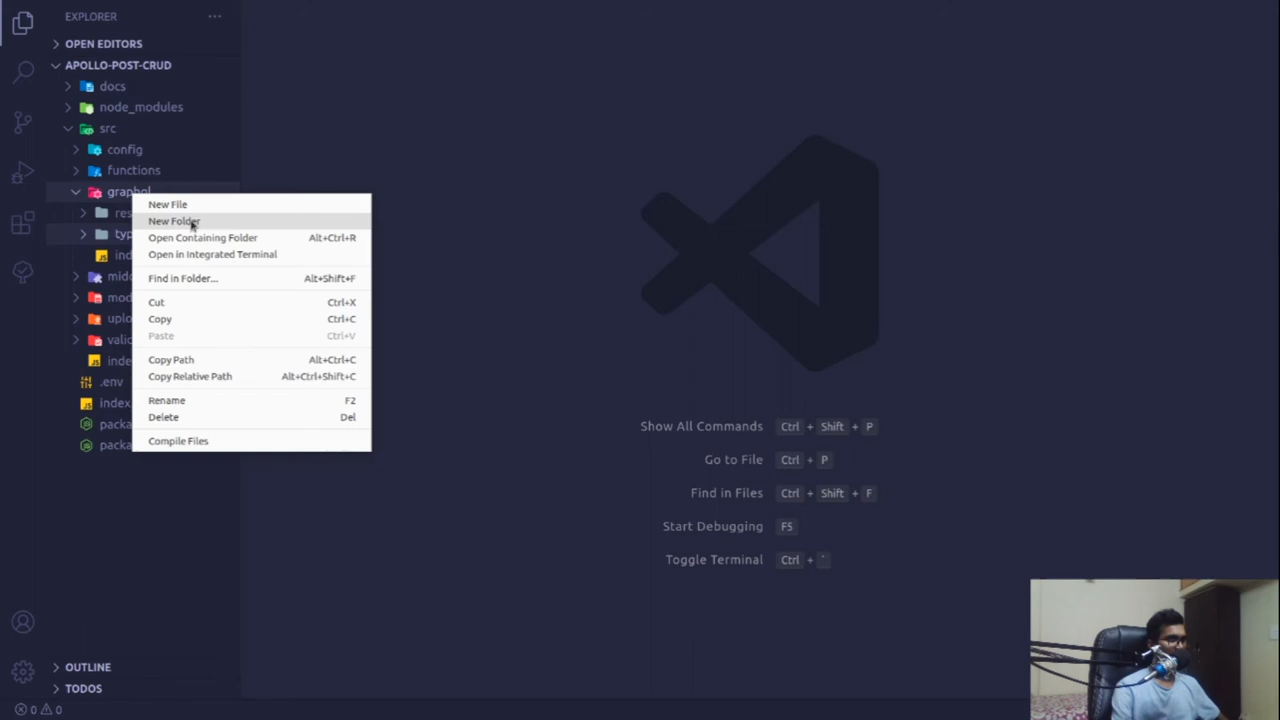 EXPLORER
OPEN EDITORS
APOLLO-POST-CRUD
docs
node_modules
src
config
functions
graphql
New File
New Folder
Open Containing Folder Alt+Ctrl+R
Open in Integrated Terminal
Find in Folder... Alt+Shift+F
Cut Ctrl+X
Copy Ctrl+C
Paste Ctrl+V
Copy Path Alt+Ctrl+C
Copy Relative Path Alt+Ctrl+Shift+C
Rename F2
Delete Del
Compile Files
.env
Show All Commands Ctrl + Shift + P
Go to File Ctrl + P
Find in Files Ctrl + Shift + F
Start Debugging F5
Toggle Terminal Ctrl + `
OUTLINE
TODOS
0 0